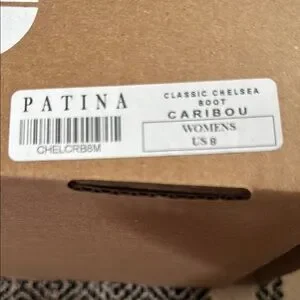 PATINA
CHELCRB8M
CLASSIC CHELSEA
BOOT
CARIBOU
WOMENS
US 8